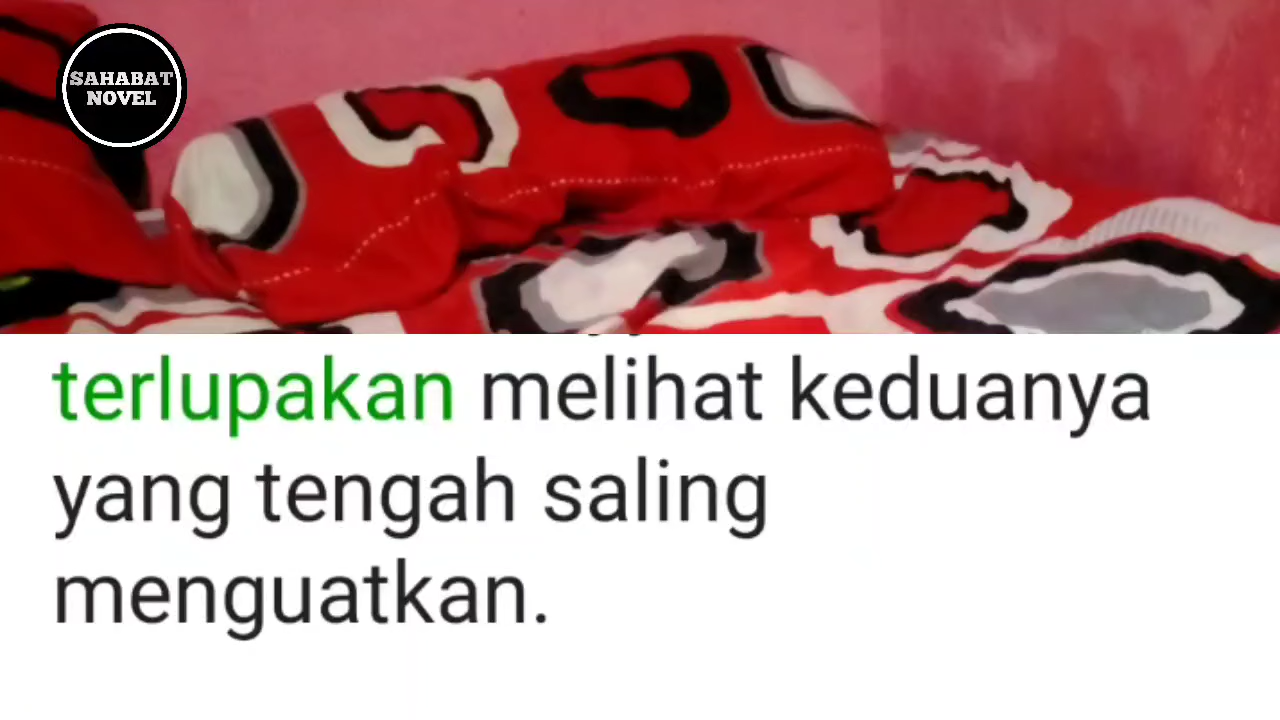 SAHABAT
NOVEL
terlupakan melihat keduanya
yang tengah saling
menguatkan.